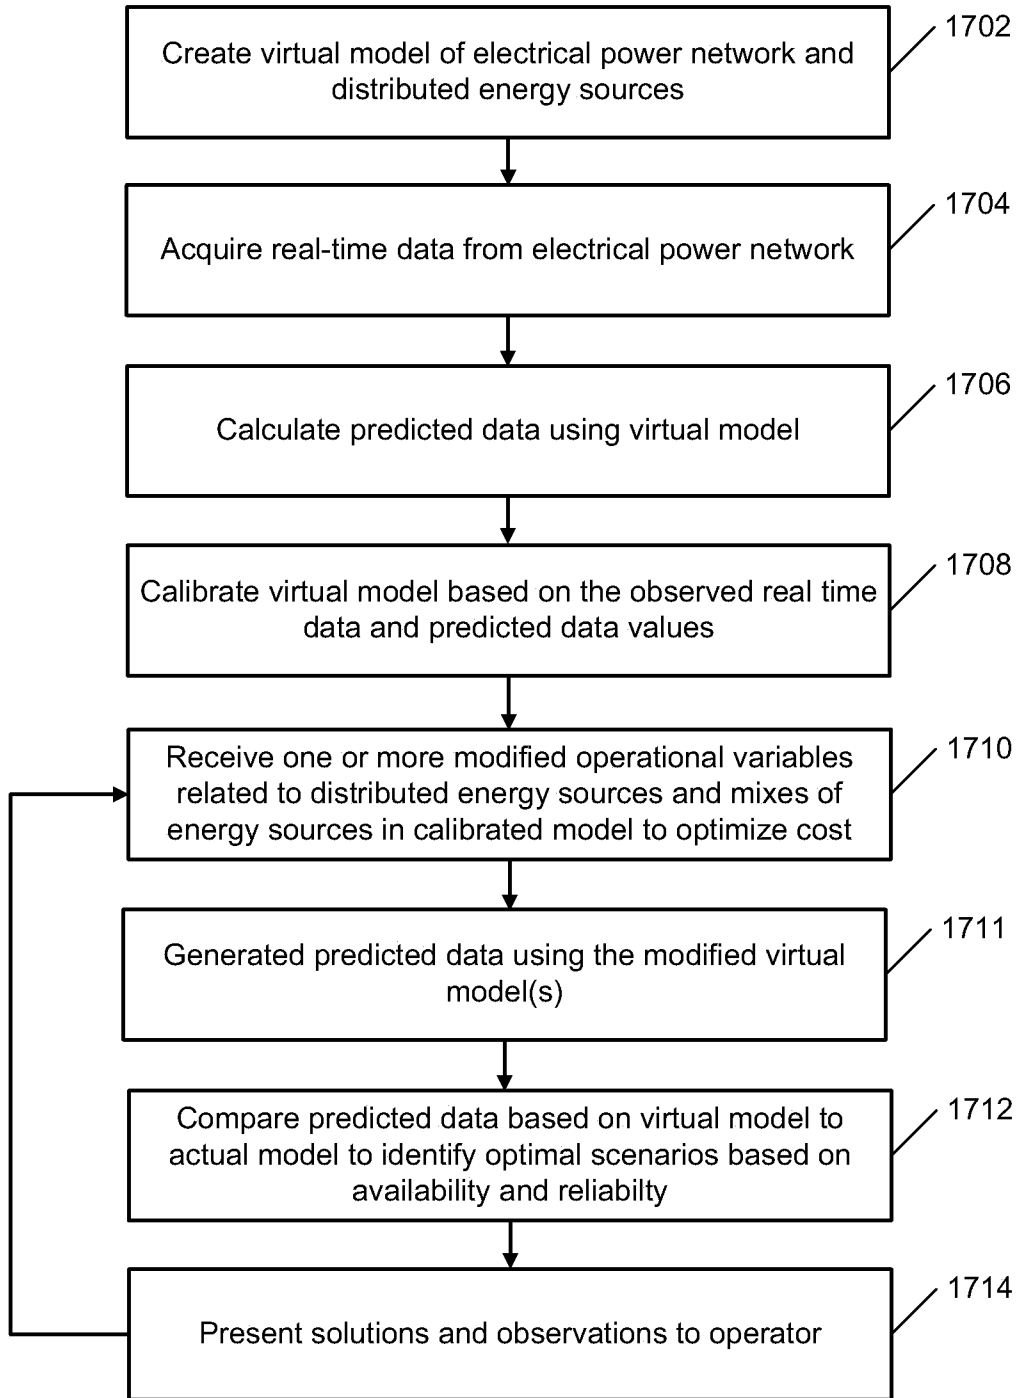 Create virtual model of electrical power network and
distributed energy sources
1702
Acquire real-time data from electrical power network
1704
Calculate predicted data using virtual model
1706
Calibrate virtual model based on the observed real time
data and predicted data values
1708
Receive one or more modified operational variables
related to distributed energy sources and mixes of
energy sources in calibrated model to optimize cost
1710
Generated predicted data using the modified virtual
model(s)
1711
Compare predicted data based on virtual model to
actual model to identify optimal scenarios based on
availability and reliabilty
1712
Present solutions and observations to operator
1714